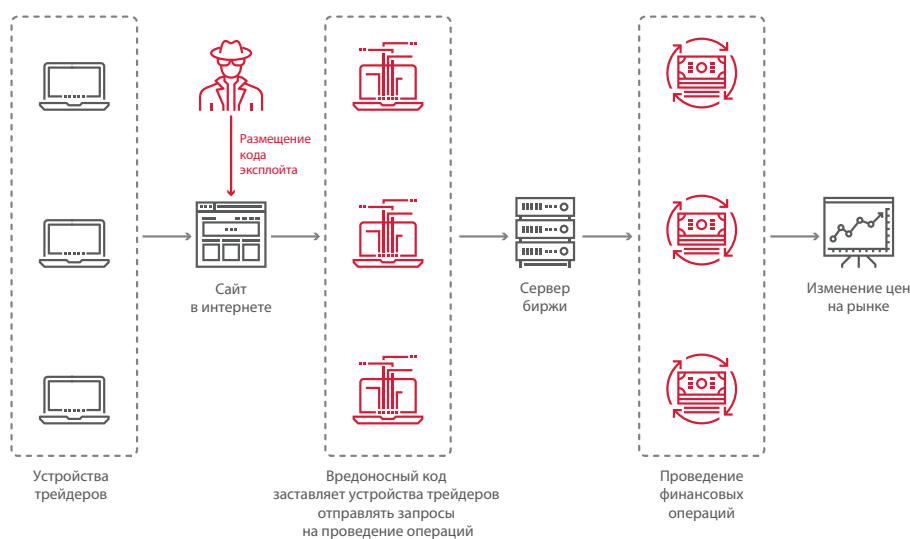 Размещение
кода
эксплойта
Сайт
в интернете
Сервер
биржи
Изменение цен
на рынке
Устройства
трейдеров
Вредоносный код
заставляет устройства трейдеров
отправлять запросы
на проведение операций
Проведение
финансовых
операций